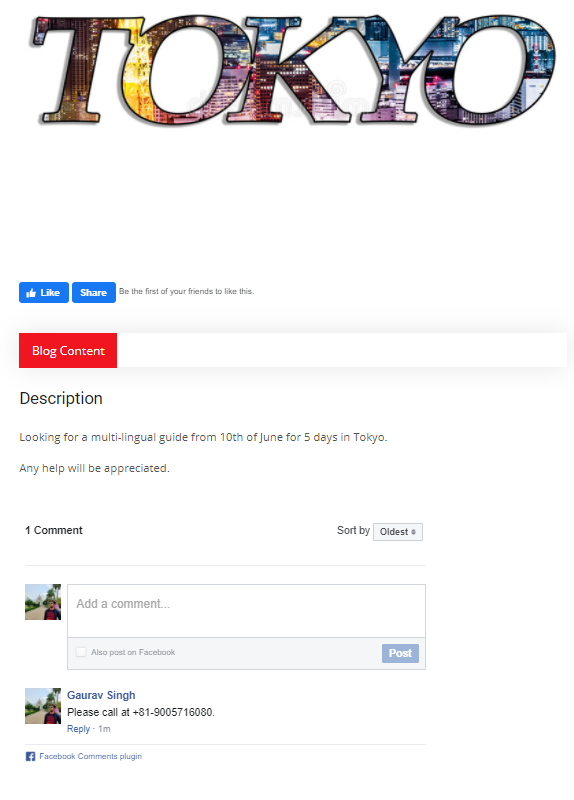 TOKYO
Like Share Be the first of your friends to like this.
Blog Content
Description
Looking for a multi-lingual guide from 10th of June for 5 days in Tokyo.
Any help will be appreciated.
1 Comment Sort by Oldest
Add a comment...
Also post on Facebook Post
Gaurav Singh
Please call at +81-9005716080.
Reply · 1m
Facebook Comments plugin